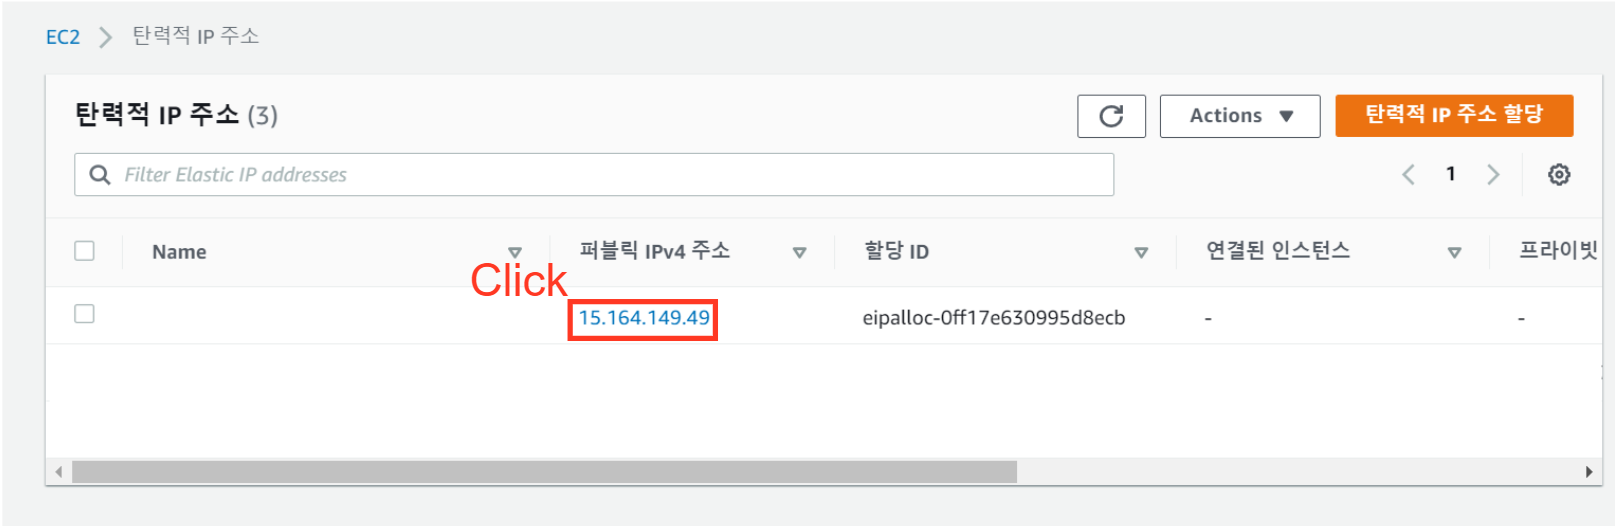 EC2 > 탄력적 IP 주소
탄력적 IP 주소 (3)
Actions
탄력적 IP 주소 할당
Filter Elastic IP addresses
1
Name
퍼블릭 IPv4 주소
할당 ID
연결된 인스턴스
프라이빗
Click
15.164.149.49
eipalloc-0ff17e630995d8ecb
-
-